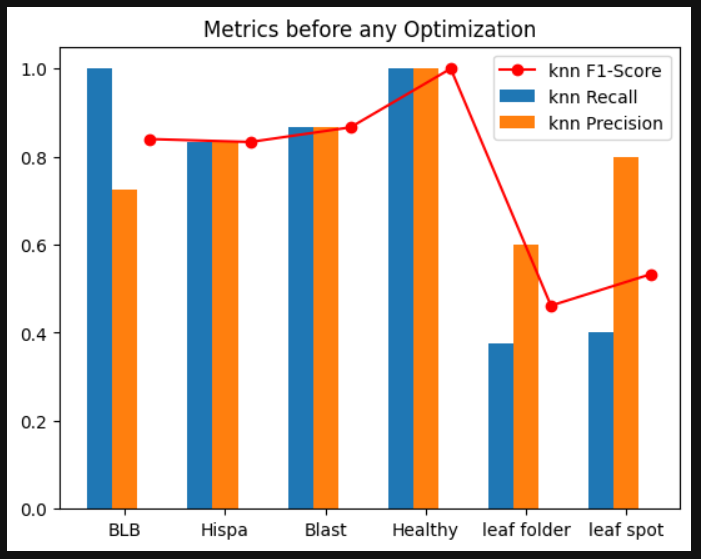 Metrics before any Optimization
knn F1-Score
knn Recall
knn Precision
1.0
0.8
0.6
0.4
0.2
0.0
BLB Hispa Blast Healthy leaf folder leaf spot